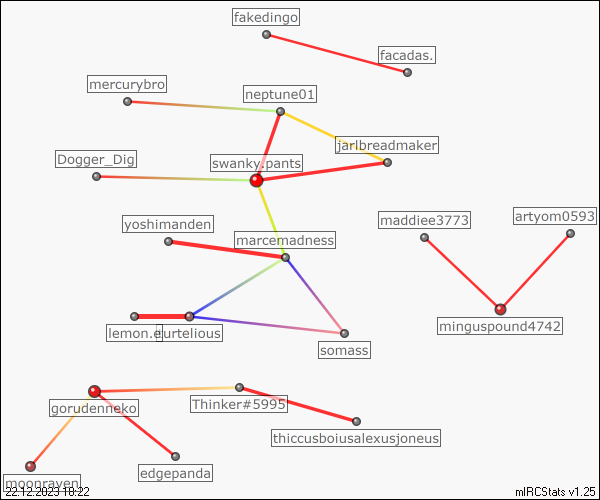 fakedingo
facadas.
mercurybro
neptune01
jarlbreadmaker
Dogger_Dig
swanky.pants
yoshimanden
marcemadness
maddiee3773
artyom0593
minguspound4742
lemon.e
urtelious
somass
gorudenneko
Thinker#5995
thiccusboiusalexusjoneus
edgepanda
moonraven
22.12.2023 18:22
mIRCStats v1.25